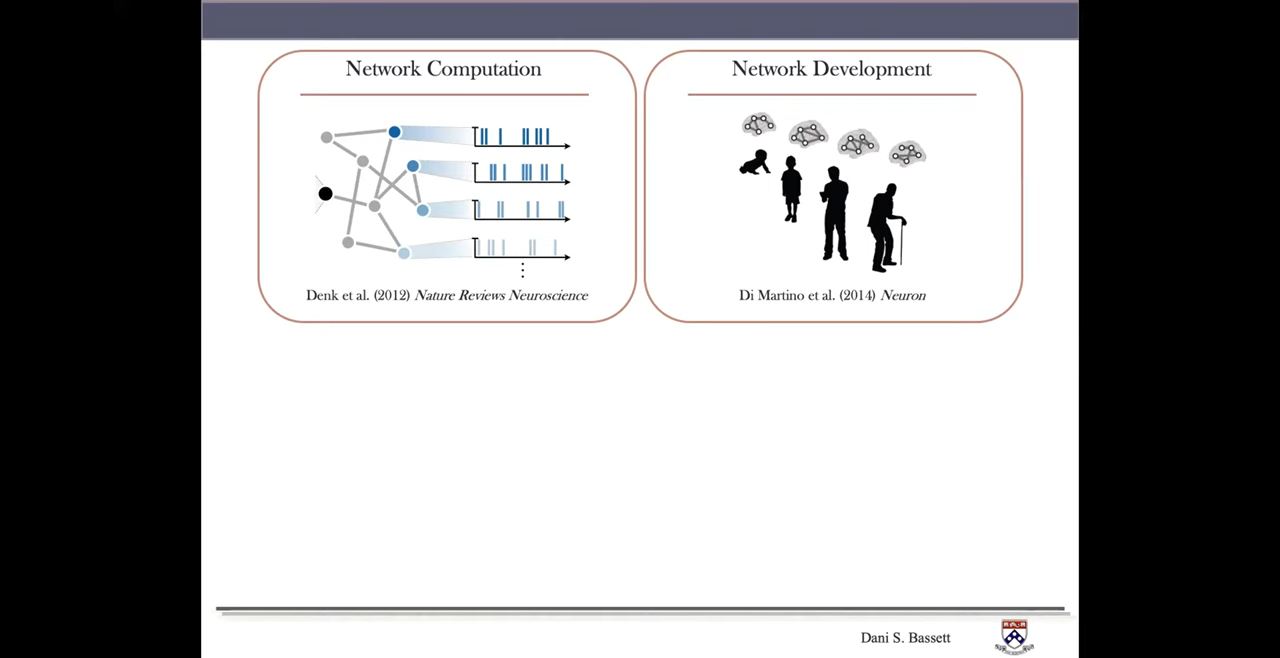 Network Computation
Denk et al. (2012) Nature Reviews Neuroscience
Network Development
Di Martino et al. (2014) Neuron
Dani S. Bassett